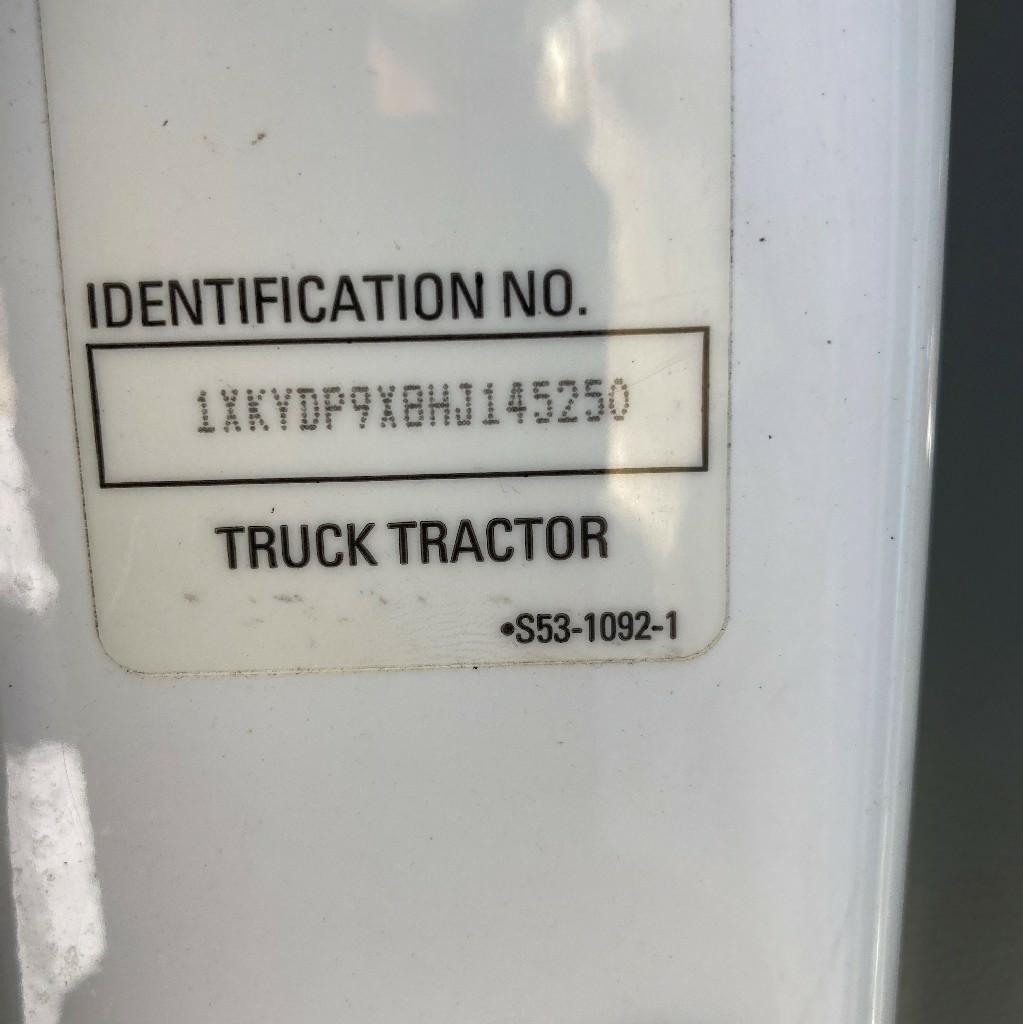 IDENTIFICATION NO.
1XKYDP9X8HJ145250
TRUCK TRACTOR
•S53-1092-1